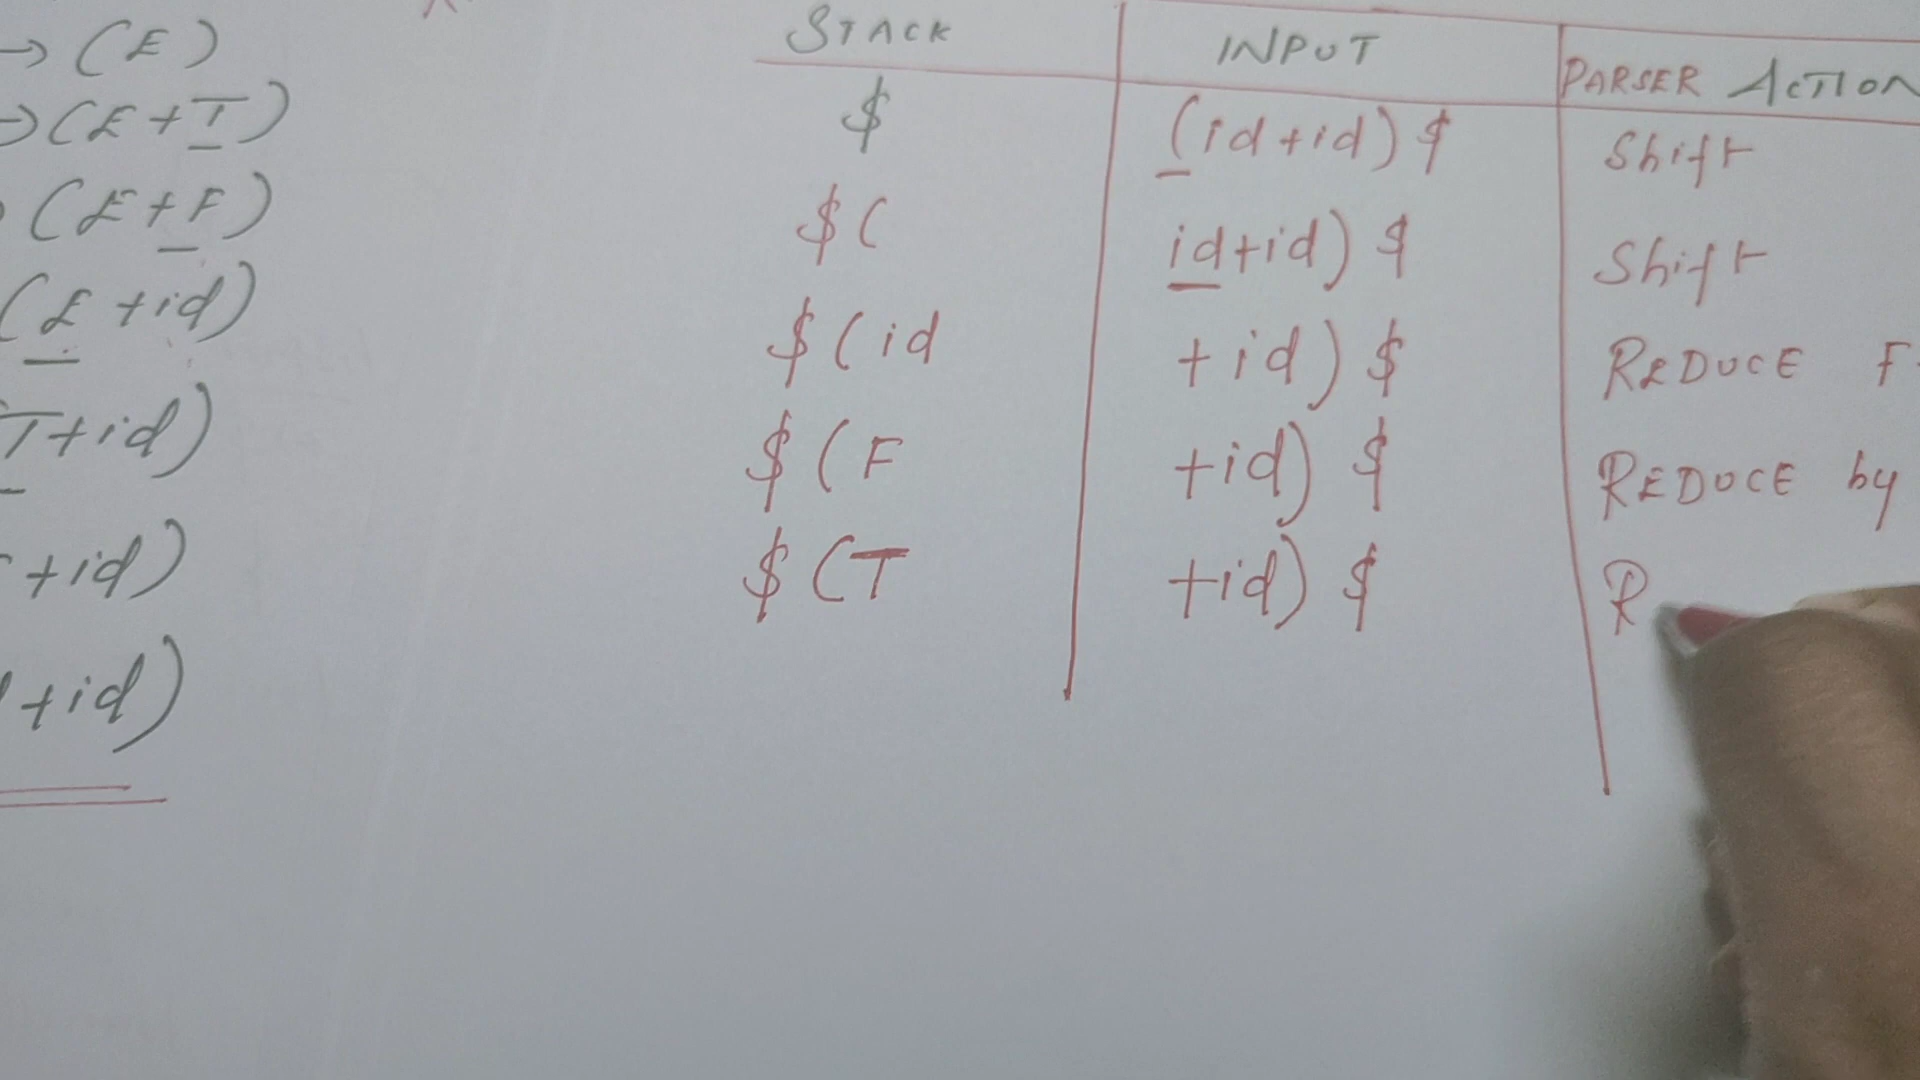 → (E)
→ (E+T)
(E+F)
(E+id)
T+id)
+id)
+id)
STACK INPUT PARSER ACTION
$ (id+id) $ Shift
$( id+id) $ Shift
$(id +id) $ REDUCE F
$(F +id) $ REDUCE by
$(T +id) $ R